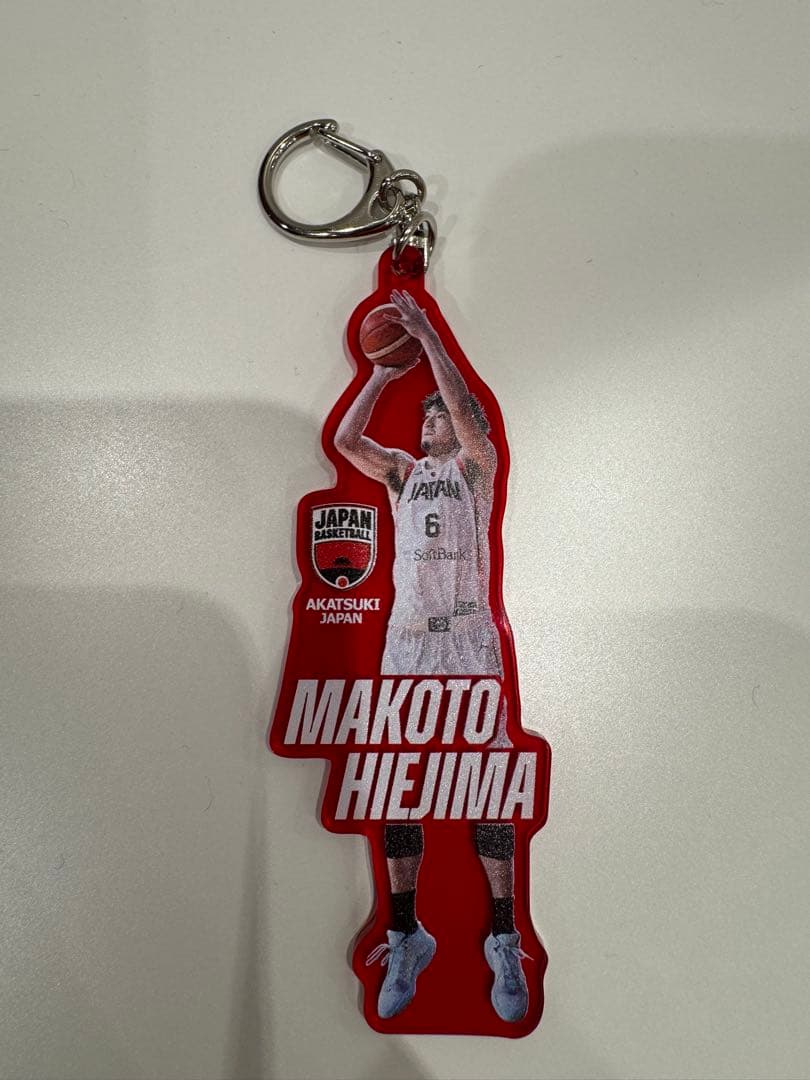 JAPAN
6
SoftBank
JAPAN
BASKETBALL
AKATSUKI
JAPAN
MAKOTO
HIEJIMA